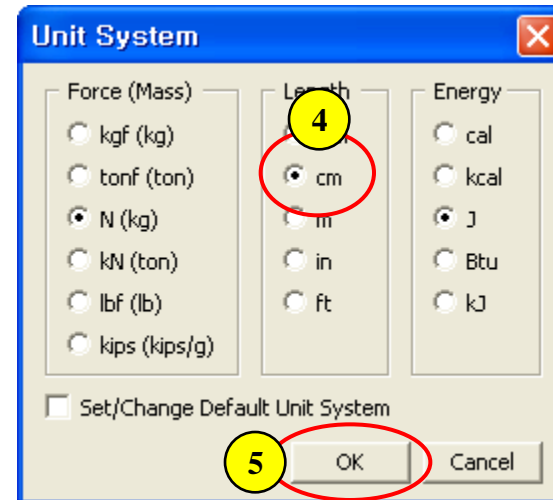 Unit System
Force (Mass)
kgf (kg)
tonf (ton)
N (kg)
kN (ton)
lbf (lb)
kips (kips/g)
4
cm
m
in
ft
Energy
cal
kcal
J
Btu
kJ
Set/Change Default Unit System
5
OK
Cancel